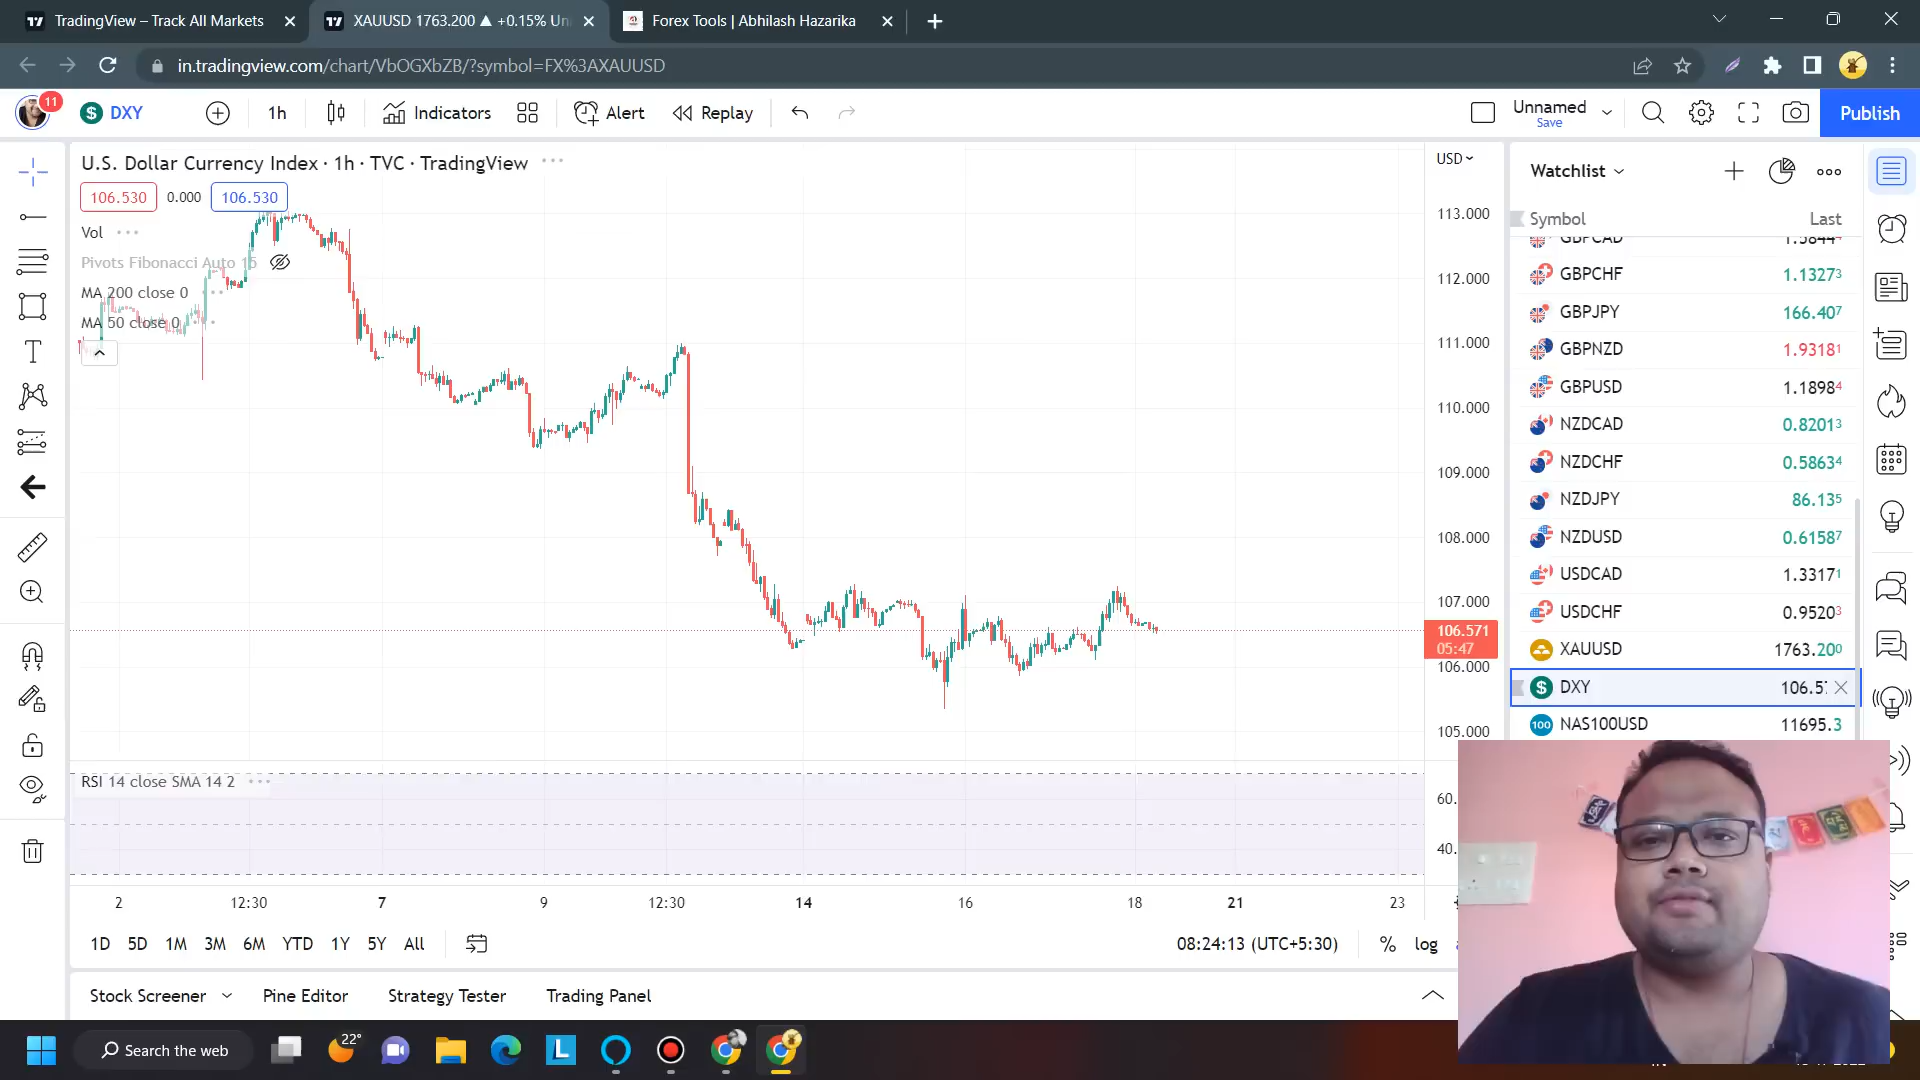 TradingView – Track All Markets
XAUUSD 1763.200 ▲ +0.15% Un
Forex Tools | Abhilash Hazarika
in.tradingview.com/chart/VbOGXbZB/?symbol=FX%3AXAUUSD
11
DXY
1h
Indicators
Alert
Replay
Unnamed
Save
Publish
U.S. Dollar Currency Index · 1h · TVC · TradingView
106.530
0.000
106.530
Vol
Pivots Fibonacci Auto 15
MA 200 close 0
MA 50 close 0
USD
113.000
112.000
111.000
110.000
109.000
108.000
107.000
106.571
05:47
106.000
105.000
RSI 14 close SMA 14 2
60.
40.
2
12:30
7
9
12:30
14
16
18
21
23
1D
5D
1M
3M
6M
YTD
1Y
5Y
All
08:24:13 (UTC+5:30)
%
log
Stock Screener
Pine Editor
Strategy Tester
Trading Panel
Watchlist
Symbol Last
GBPCAD 1.58444
GBPCHF 1.13273
GBPJPY 166.407
GBPNZD 1.93181
GBPUSD 1.18984
NZDCAD 0.82013
NZDCHF 0.58634
NZDJPY 86.135
NZDUSD 0.61587
USDCAD 1.33171
USDCHF 0.95203
XAUUSD 1763.200
DXY 106.57
100 NAS100USD 11695.3
Search the web
22°